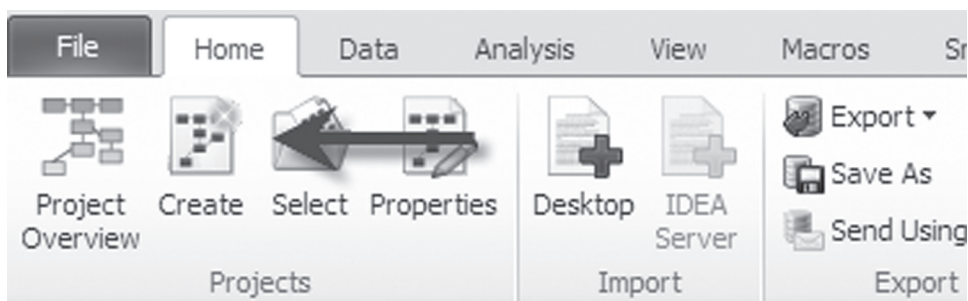 File Home Data Analysis View Macros
Export
Save As
Project Create Select Properties Desktop IDEA
Overview Server Send Using
Projects Import Export